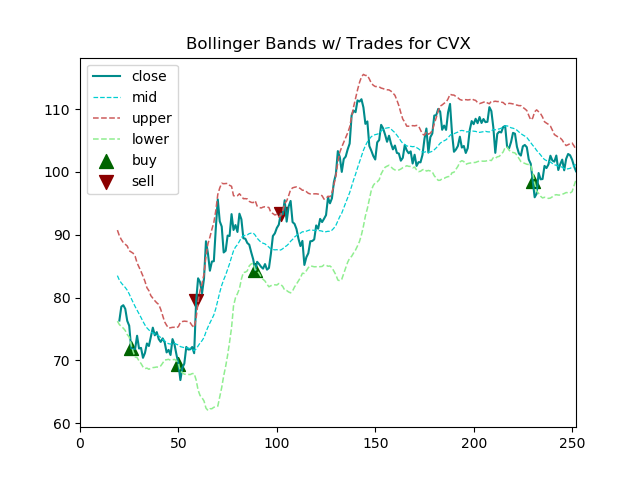 Bollinger Bands w/ Trades for CVX
close
mid
upper
lower
buy
sell
110
100
90
80
70
60
0 50 100 150 200 250